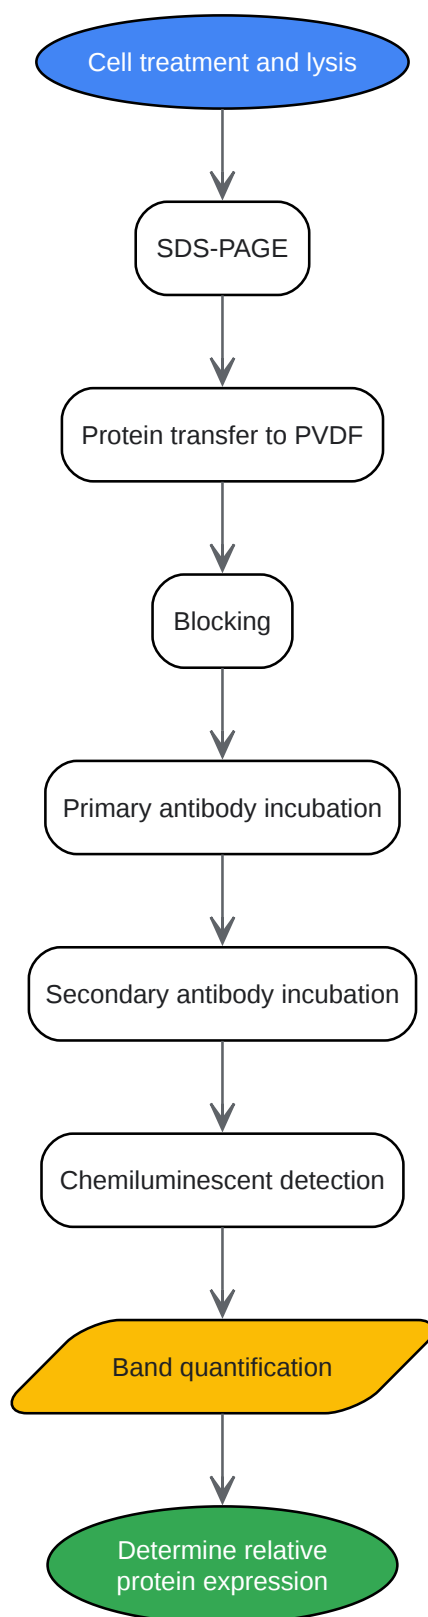 Cell treatment and lysis
SDS-PAGE
Protein transfer to PVDF
Blocking
Primary antibody incubation
Secondary antibody incubation
Chemiluminescent detection
Band quantification
Determine relative
protein expression